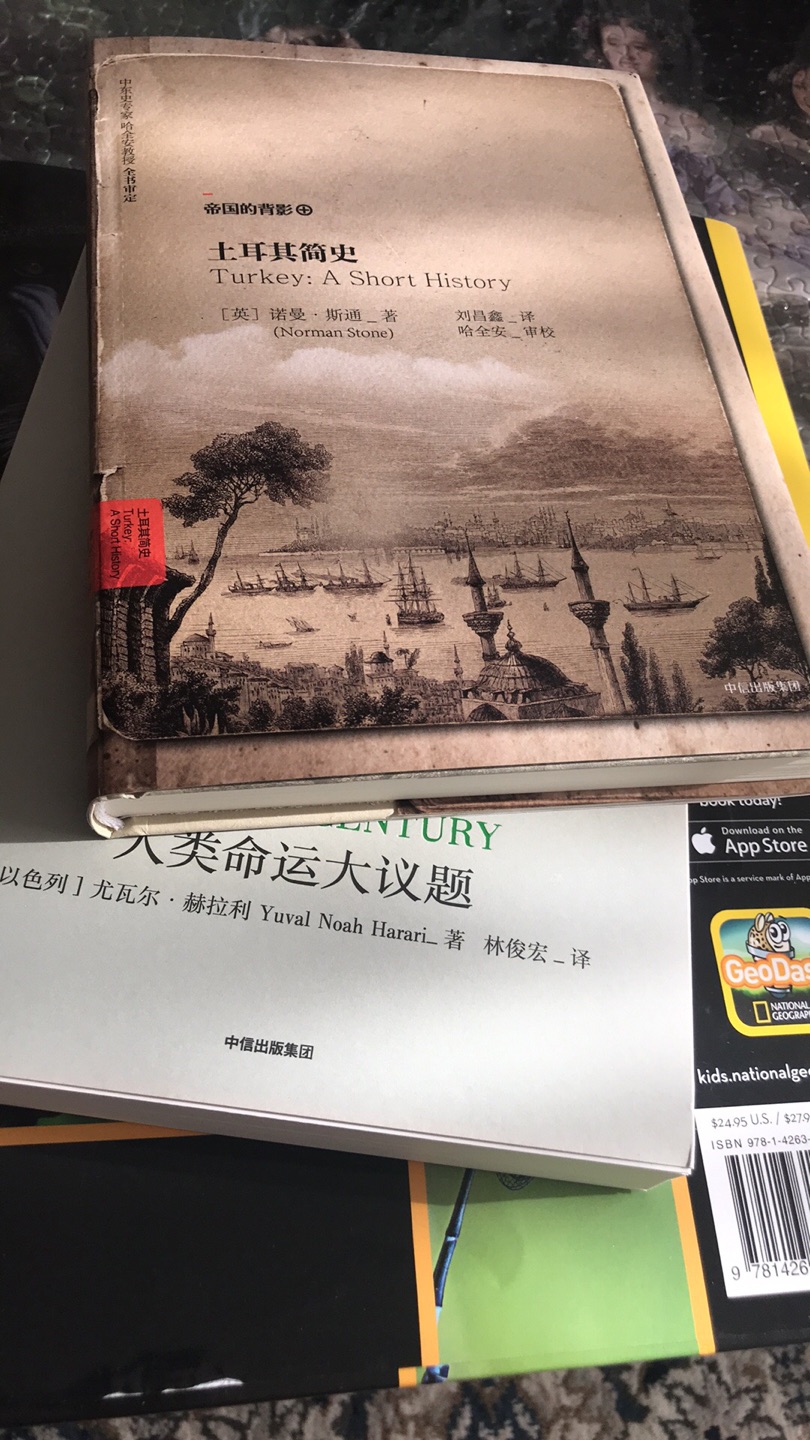 中东史专家 哈全安教授 全书审定
帝国的背影
土耳其简史
Turkey: A Short History
［英］诺曼·斯通_著
(Norman Stone)
刘昌鑫_译
哈全安_审校
土耳其简史
Turkey:
A Short History
中信出版集团
CENTURY
人类命运大议题
以色列］尤瓦尔·赫拉利 Yuval Noah Harari_著 林俊宏_译
中信出版集团
book today!
Download on the
App Store
pp Store is a service mark of App
GeoDas
NATIONAL
GEOGRAPH
kids.nationalgeo
$24.95 U.S. / $27.9
ISBN 978-1-4263-
9 781426